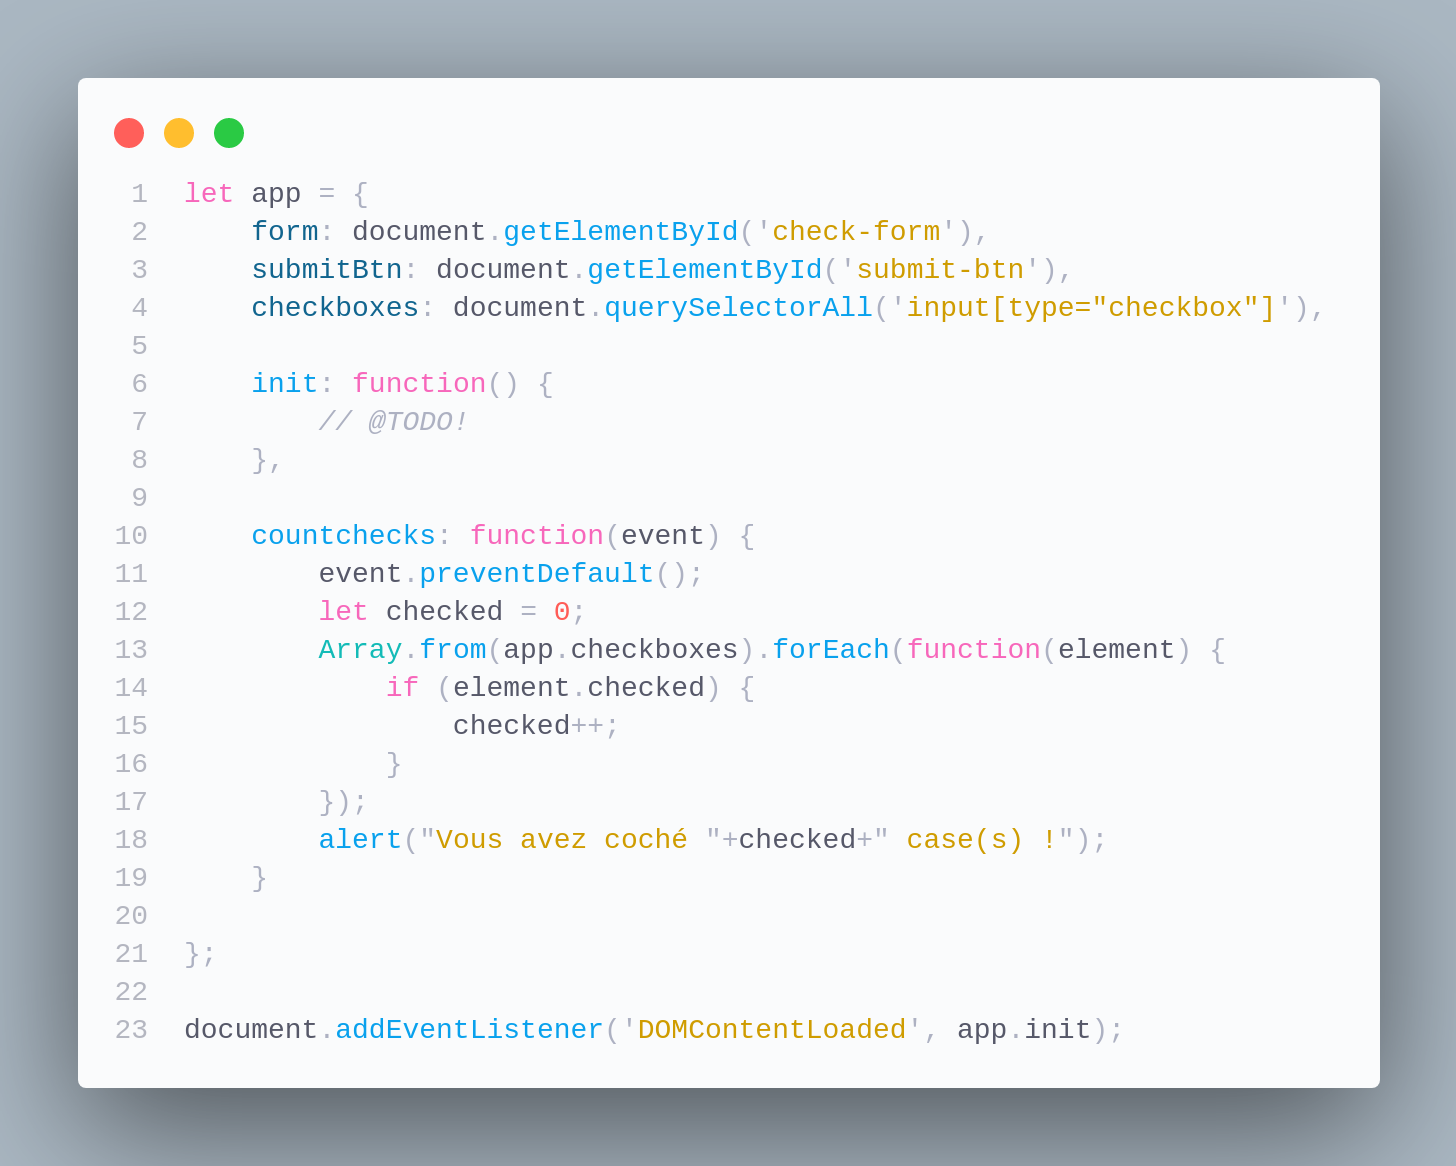 1 let app = {
2     form: document.getElementById('check-form'),
3     submitBtn: document.getElementById('submit-btn'),
4     checkboxes: document.querySelectorAll('input[type="checkbox"]'),
5
6     init: function() {
7         // @TODO!
8     },
9
10     countchecks: function(event) {
11         event.preventDefault();
12         let checked = 0;
13         Array.from(app.checkboxes).forEach(function(element) {
14             if (element.checked) {
15                 checked++;
16             }
17         });
18         alert("Vous avez coché "+checked+" case(s) !");
19     }
20
21 };
22
23 document.addEventListener('DOMContentLoaded', app.init);